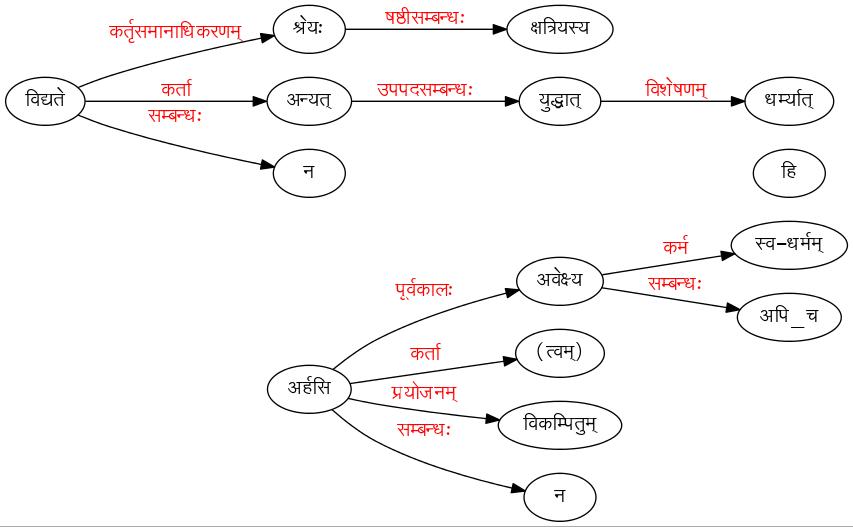 कर्तृसमानाधिकरणम् श्रेयः षष्ठीसम्बन्धः क्षत्रियस्य
विद्यते कर्ता अन्यत् उपपदसम्बन्धः युद्धात् विशेषणम् धर्म्यात्
सम्बन्धः
न हि
कर्म स्व-धर्मम्
पूर्वकालः अवेक्ष्य सम्बन्धः
अपि_च
कर्ता (त्वम्)
अर्हसि प्रयोजनम्
विकम्पितुम्
सम्बन्धः
न